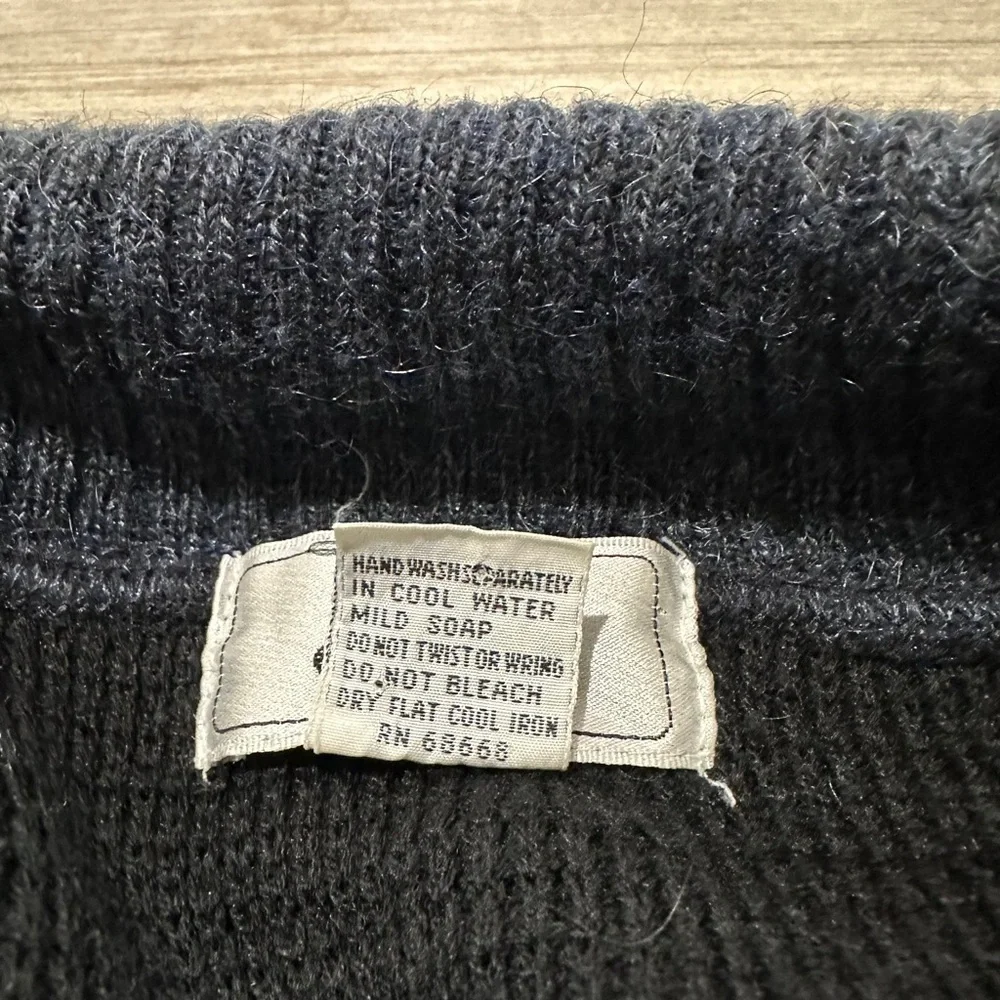 HAND WASH SEPARATELY
IN COOL WATER
MILD SOAP
DO NOT TWIST OR WRING
DO NOT BLEACH
DRY FLAT COOL IRON
RN 68668